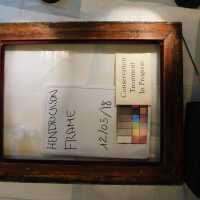 HENDRICKSON
FRAME
12/05/18
Conservation
Treatment
In Progress